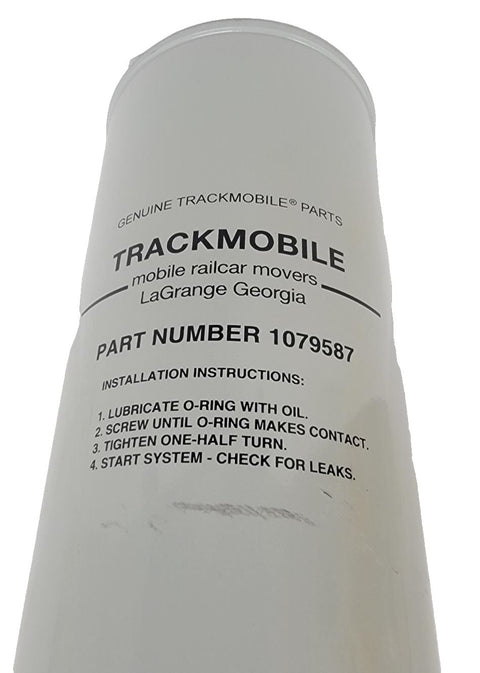 GENUINE TRACKMOBILE® PARTS
TRACKMOBILE
mobile railcar movers
LaGrange Georgia
PART NUMBER 1079587
INSTALLATION INSTRUCTIONS:
1. LUBRICATE O-RING WITH OIL.
2. SCREW UNTIL O-RING MAKES CONTACT.
3. TIGHTEN ONE-HALF TURN.
4. START SYSTEM - CHECK FOR LEAKS.